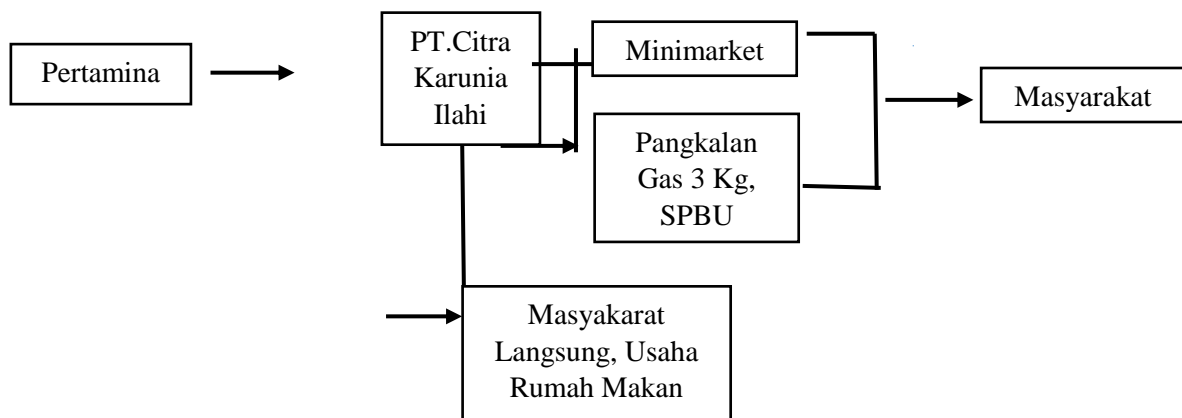 Pertamina
PT.Citra
Karunia
Ilahi
Minimarket
Pangkalan
Gas 3 Kg,
SPBU
Masyarakat
Masyakarat
Langsung, Usaha
Rumah Makan